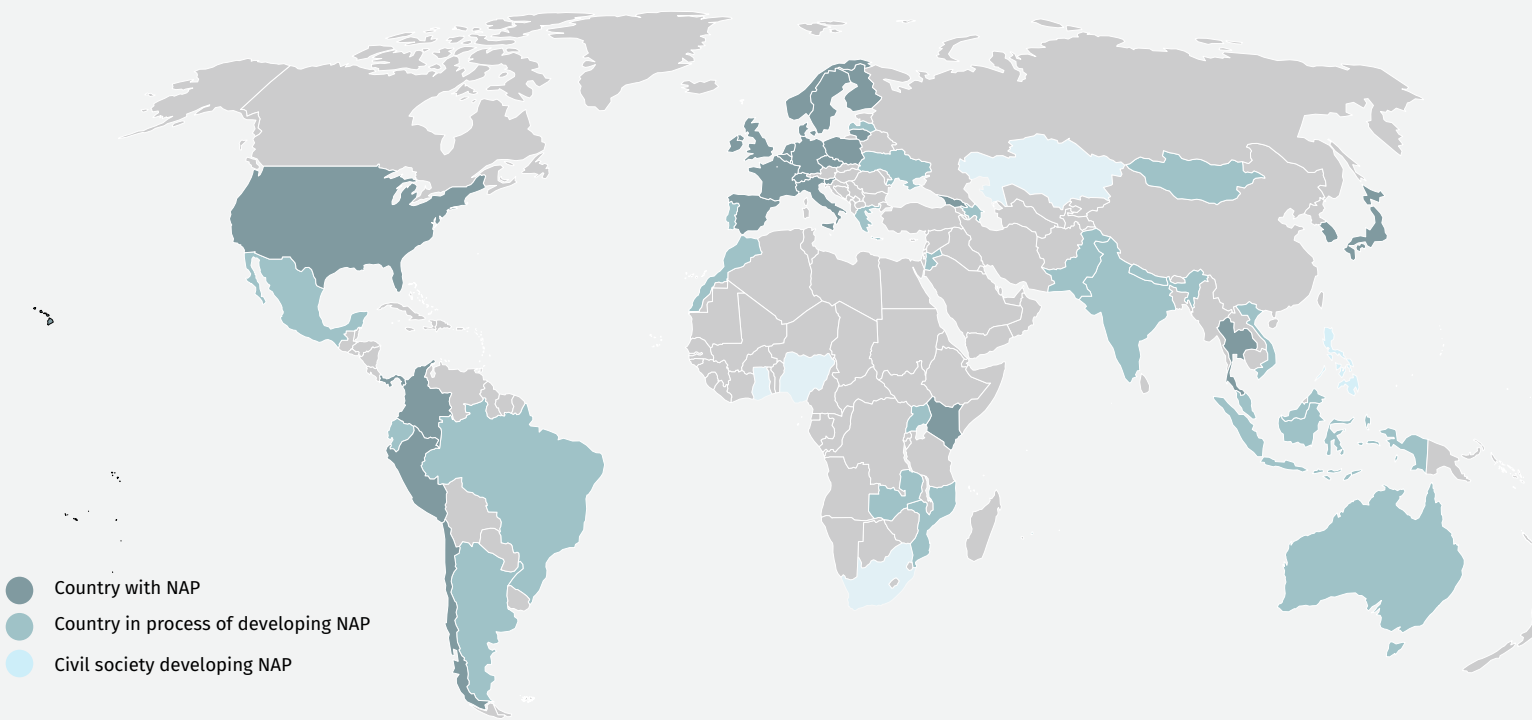 Country with NAP
Country in process of developing NAP
Civil society developing NAP